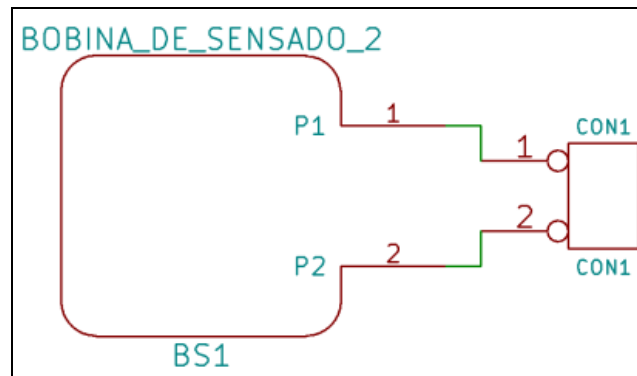 BOBINA_DE_SENSADO_2
P1
1
1
CON1
2
P2
2
CON1
BS1